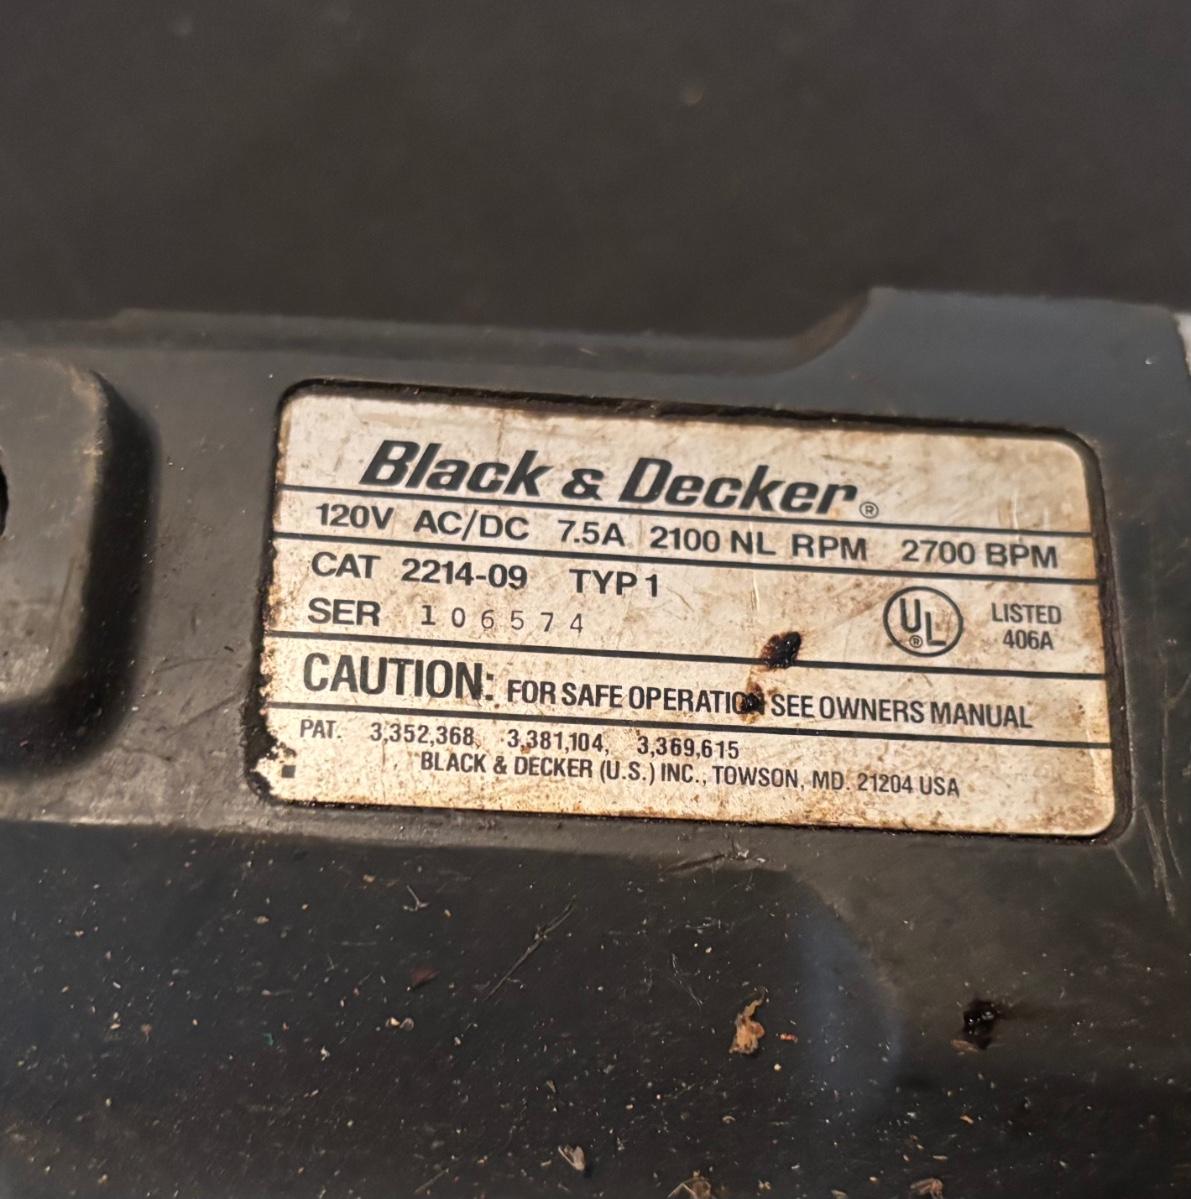 Black & Decker®
120V AC/DC 7.5A 2100 NL RPM 2700 BPM
CAT 2214-09 TYP 1
SER 106574
UL® LISTED
406A
CAUTION: FOR SAFE OPERATION SEE OWNERS MANUAL
PAT. 3,352,368, 3,381,104, 3,369,615
BLACK & DECKER (U.S.) INC., TOWSON, MD. 21204 USA